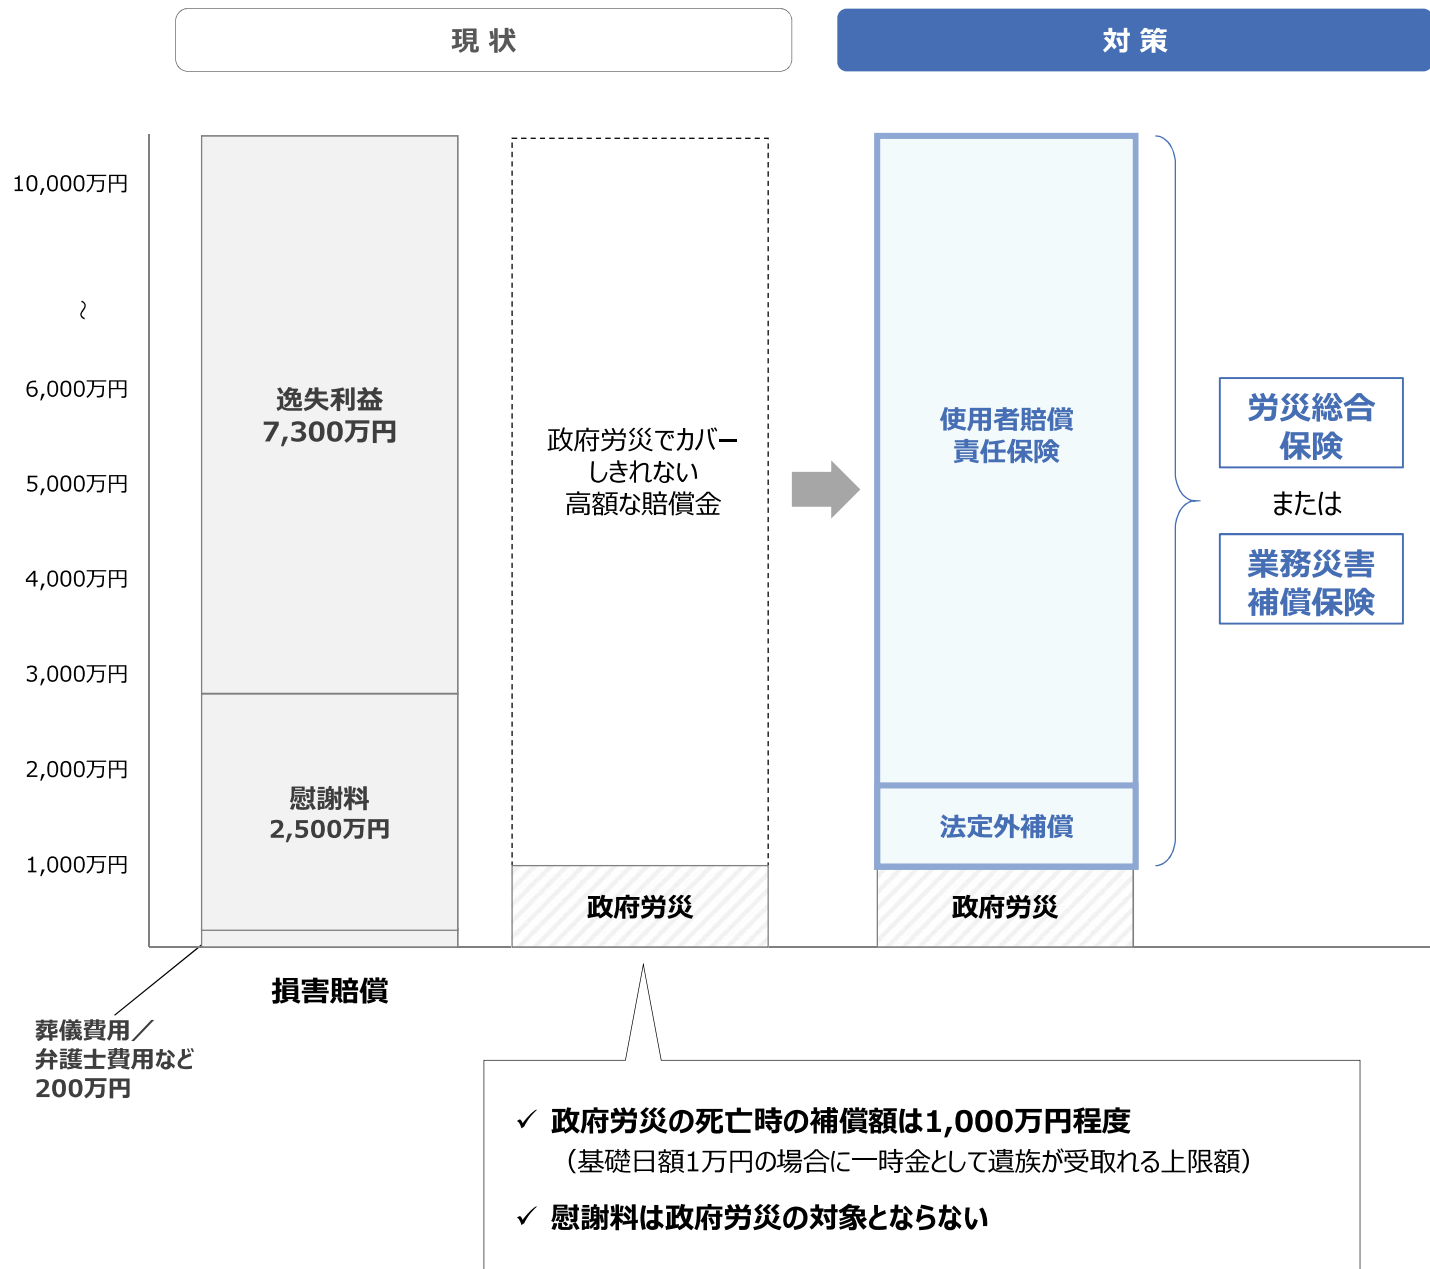 現 状
対 策
10,000万円
~
6,000万円
5,000万円
4,000万円
3,000万円
2,000万円
1,000万円
逸失利益
7,300万円
慰謝料
2,500万円
葬儀費用／
弁護士費用など
200万円
損害賠償
政府労災でカバー
しきれない
高額な賠償金
政府労災
使用者賠償
責任保険
法定外補償
政府労災
労災総合
保険
または
業務災害
補償保険
✓ 政府労災の死亡時の補償額は1,000万円程度
（基礎日額1万円の場合に一時金として遺族が受取れる上限額）
✓ 慰謝料は政府労災の対象とならない